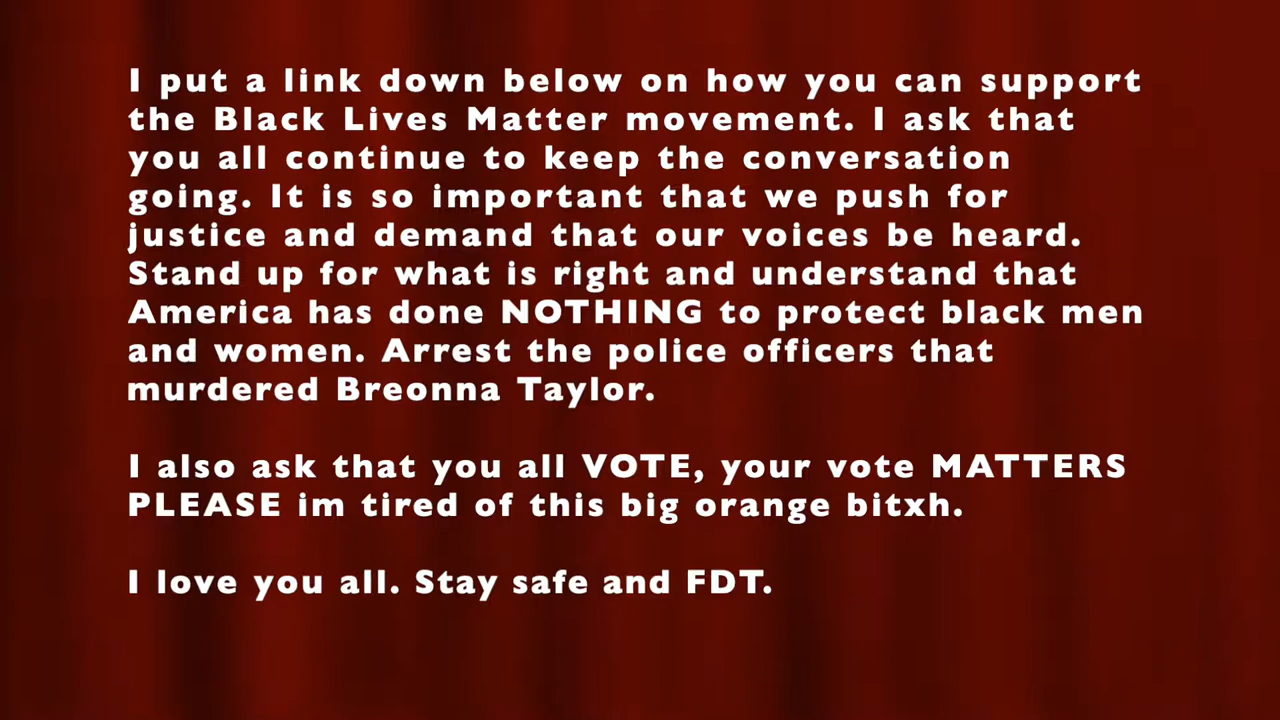 I put a link down below on how you can support
the Black Lives Matter movement. I ask that
you all continue to keep the conversation
going. It is so important that we push for
justice and demand that our voices be heard.
Stand up for what is right and understand that
America has done NOTHING to protect black men
and women. Arrest the police officers that
murdered Breonna Taylor.
I also ask that you all VOTE, your vote MATTERS
PLEASE im tired of this big orange bitxh.
I love you all. Stay safe and FDT.